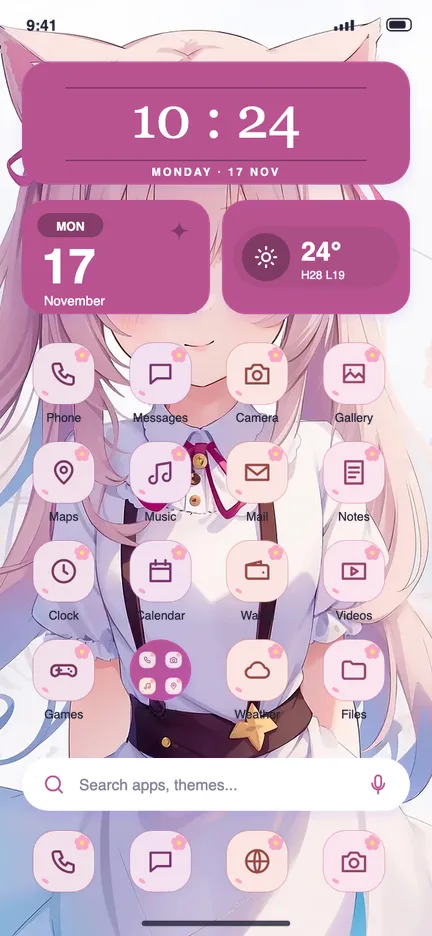 9:41
10 : 24
MONDAY · 17 NOV
MON
17
November
24°
H28 L19
Phone Messages Camera Gallery
Maps Music Mail Notes
Clock Calendar Videos
Games Weather Files
Search apps, themes...